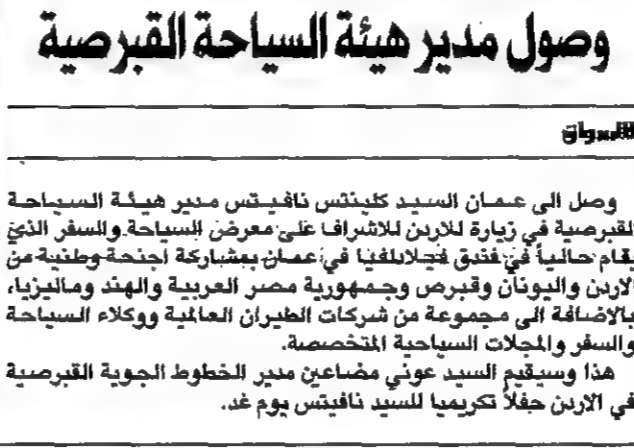 وصول مدير هيئة السياحة القبرصية
وصل الى عمان السيد كلينتس نافيتس مدير هيئة السياحة
القبرصية في زيارة للاردن للاشراف على معرض السياحة والسفر الذي
يقام حالياً في فندق فيلادلفيا في عمان بمشاركة اجنحة وطنية من
الاردن واليونان وقبرص وجمهورية مصر العربية والهند وماليزيا،
بالاضافة الى مجموعة من شركات الطيران العالمية ووكلاء السياحة
والسفر والمجلات السياحية المتخصصة.
هذا وسيقيم السيد عوني مضاعين مدير الخطوط الجوية القبرصية
في الاردن حفلاً تكريميا للسيد نافيتس يوم غد.